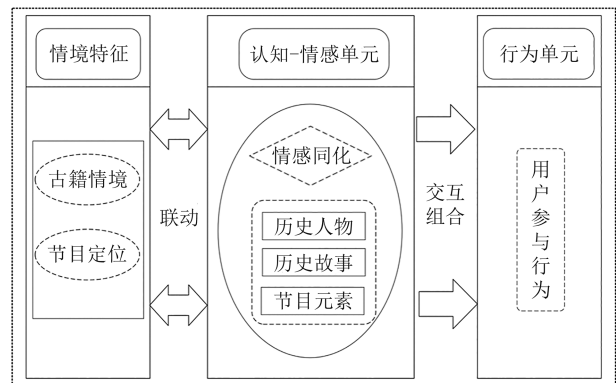 情境特征
认知-情感单元
行为单元
古籍情境
节目定位
联动
情感同化
历史人物
历史故事
节目元素
交互
组合
用户参与行为